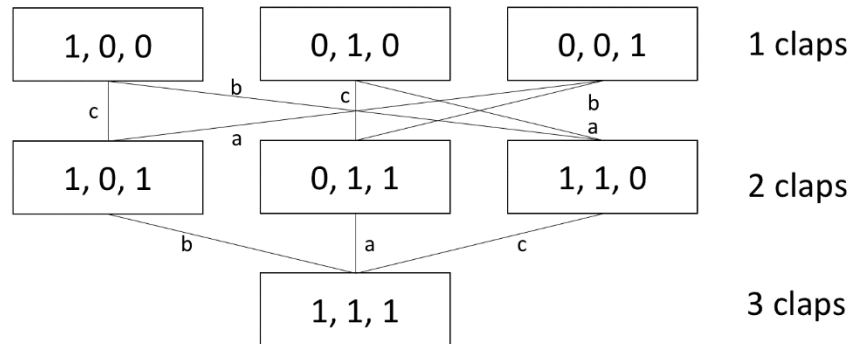 1, 0, 0 0, 1, 0 0, 0, 1 1 claps
c b c a b a
1, 0, 1 0, 1, 1 1, 1, 0 2 claps
b a c
1, 1, 1 3 claps